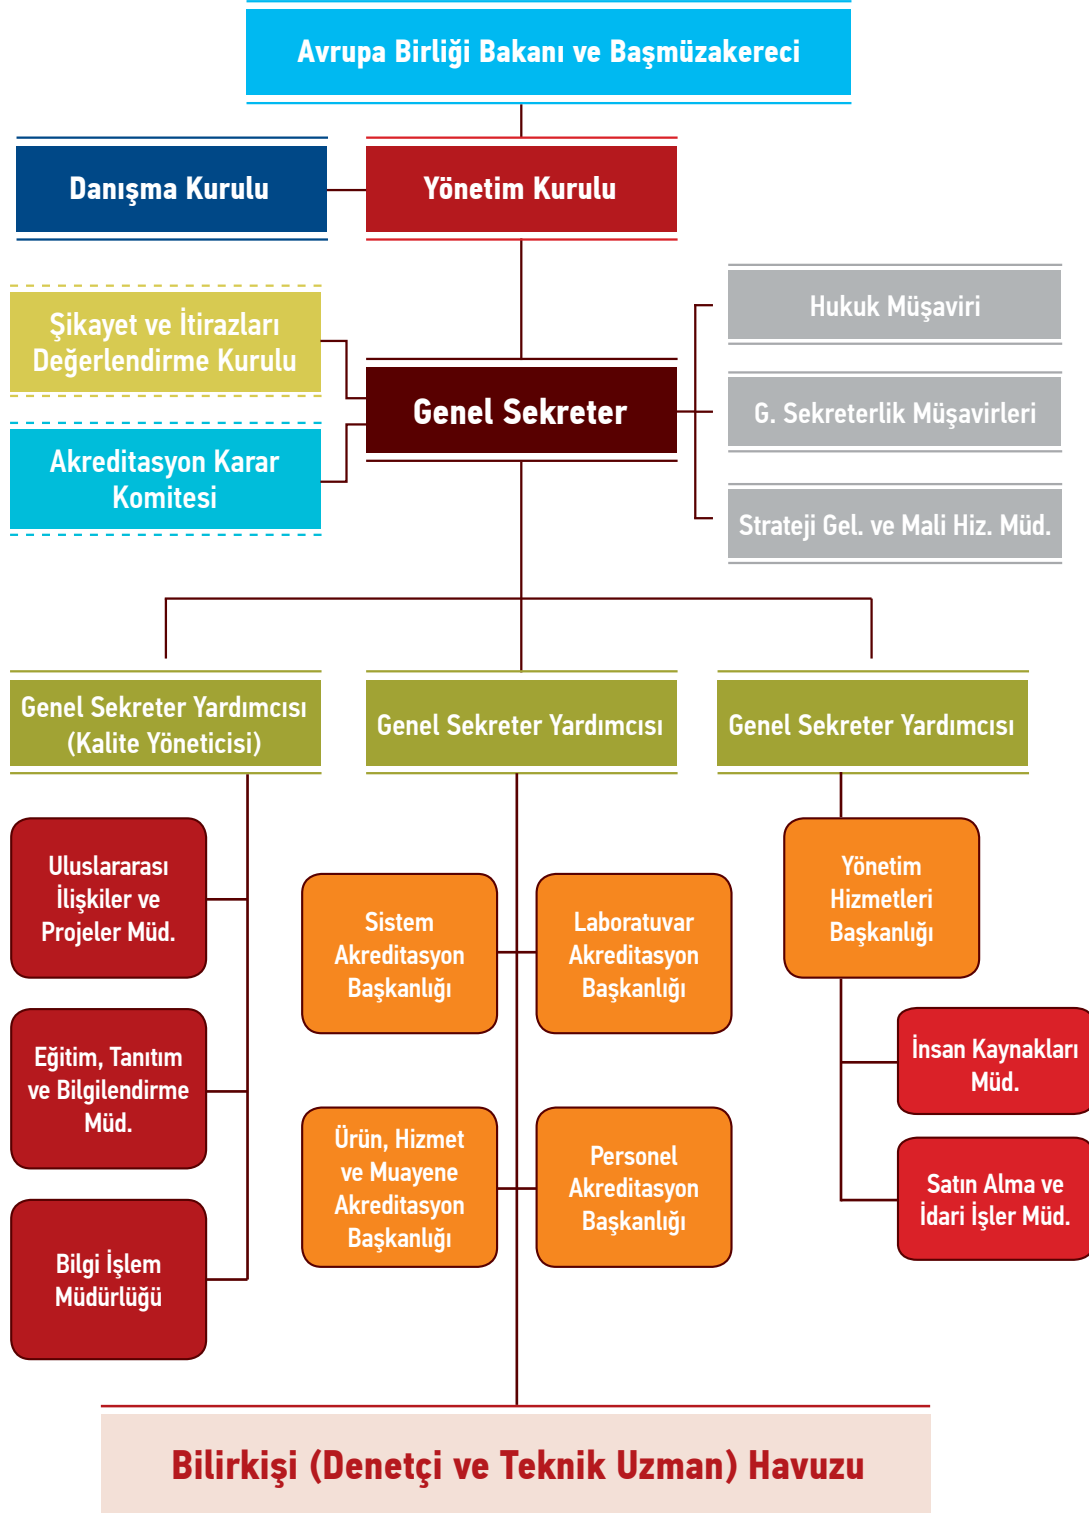 Avrupa Birliği Bakanı ve Başmüzakereci
Danışma Kurulu
Yönetim Kurulu
Şikayet ve İtirazları
Değerlendirme Kurulu
Akreditasyon Karar
Komitesi
Genel Sekreter
Hukuk Müşaviri
G. Sekreterlik Müşavirleri
Strateji Gel. ve Mali Hiz. Müd.
Genel Sekreter Yardımcısı
(Kalite Yöneticisi)
Genel Sekreter Yardımcısı
Genel Sekreter Yardımcısı
Uluslararası
İlişkiler ve
Projeler Müd.
Eğitim, Tanıtım
ve Bilgilendirme
Müd.
Bilgi İşlem
Müdürlüğü
Sistem
Akreditasyon
Başkanlığı
Laboratuvar
Akreditasyon
Başkanlığı
Ürün, Hizmet
ve Muayene
Akreditasyon
Başkanlığı
Personel
Akreditasyon
Başkanlığı
Yönetim
Hizmetleri
Başkanlığı
İnsan Kaynakları
Müd.
Satın Alma ve
İdari İşler Müd.
Bilirkişi (Denetçi ve Teknik Uzman) Havuzu